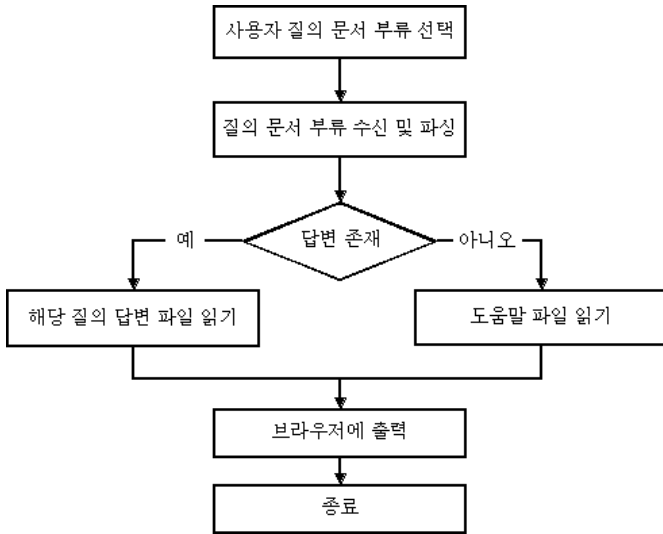 사용자 질의 문서 부류 선택
질의 문서 부류 수신 및 파싱
답변 존재
예
아니오
해당 질의 답변 파일 읽기
도움말 파일 읽기
브라우저에 출력
종료